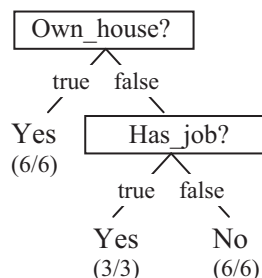 Own_house?
true false
Yes
(6/6)
Has_job?
true false
Yes No
(3/3) (6/6)